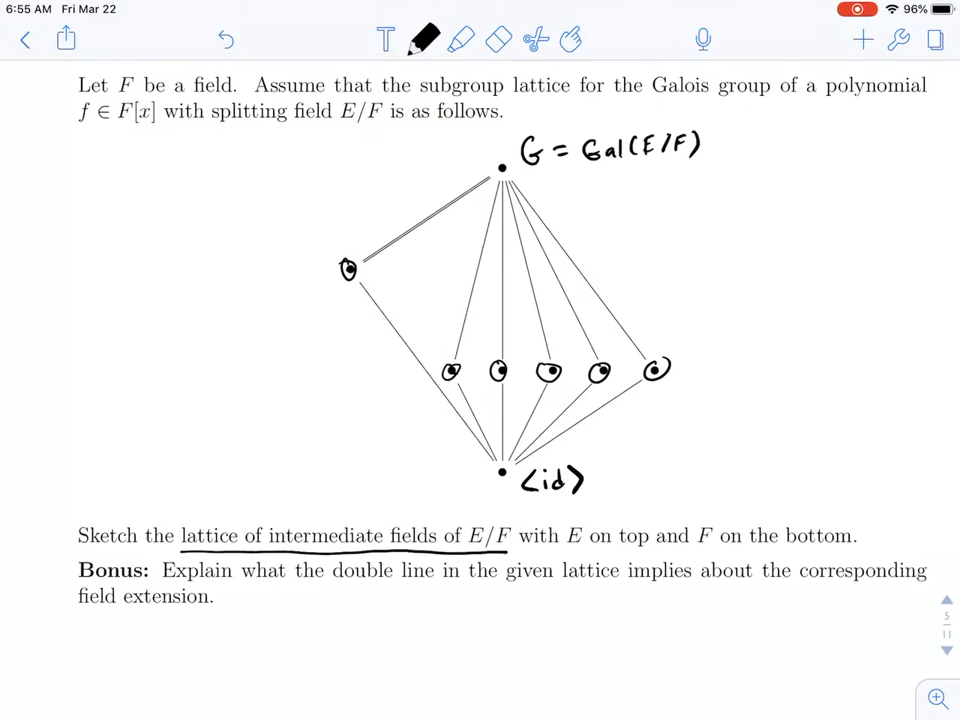 6:55 AM Fri Mar 22
96%
T
Let F be a field. Assume that the subgroup lattice for the Galois group of a polynomial
f ∈ F[x] with splitting field E/F is as follows.
G = Gal(E/F)
<id>
Sketch the lattice of intermediate fields of E/F with E on top and F on the bottom.
Bonus: Explain what the double line in the given lattice implies about the corresponding
field extension.
5
11